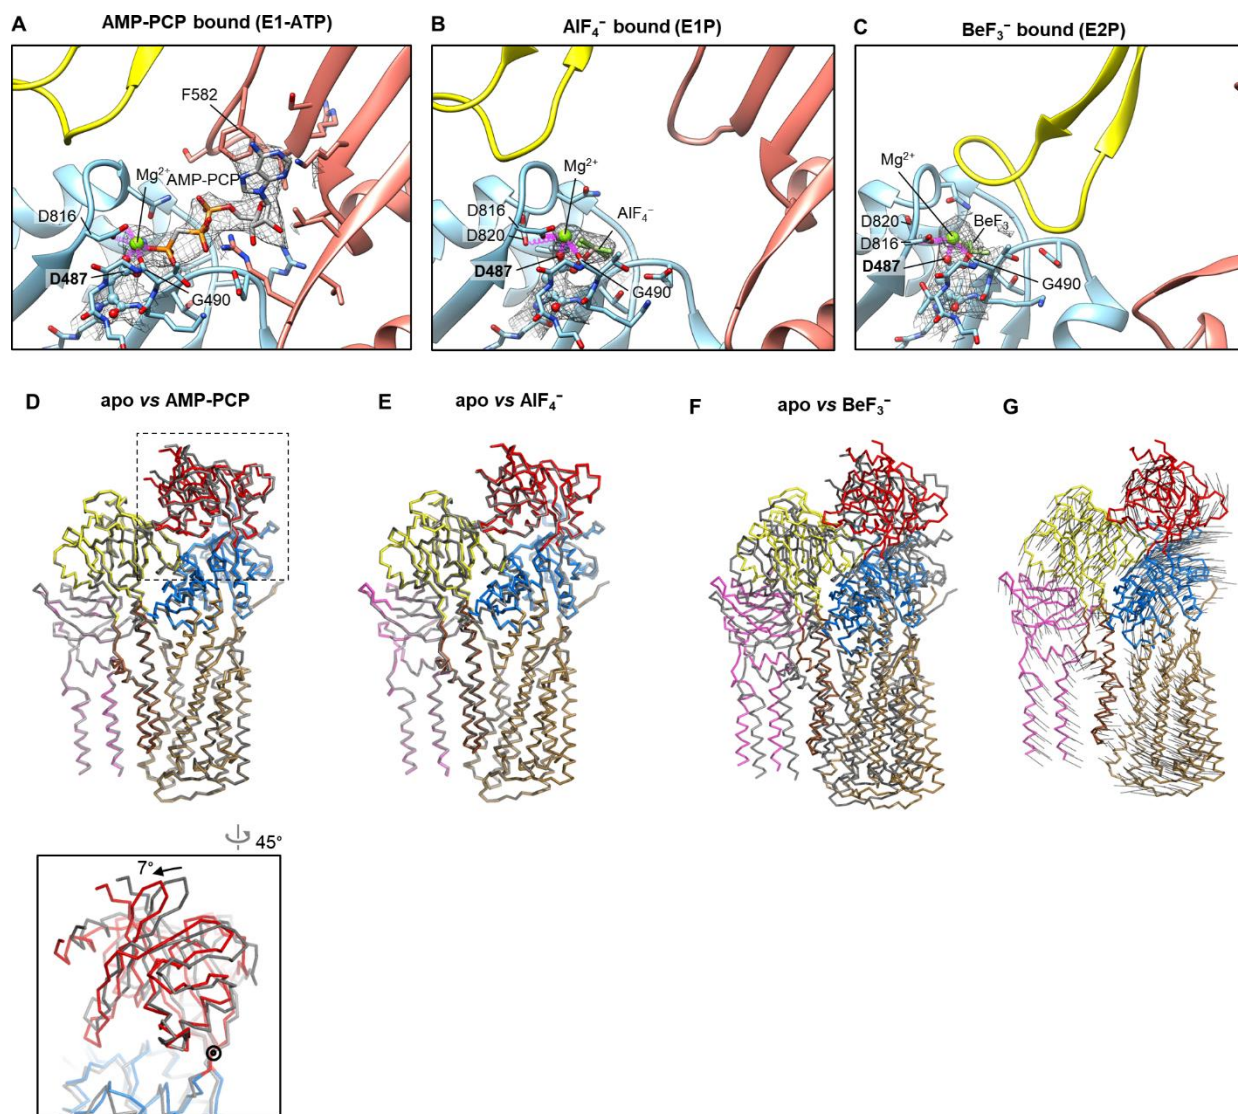 A AMP-PCP bound (E1-ATP)
F582
Mg²⁺
AMP-PCP
D816
D487
G490
B AlF₄⁻ bound (E1P)
Mg²⁺
D816
AlF₄⁻
D820
D487
G490
C BeF₃⁻ bound (E2P)
Mg²⁺
D820
BeF₃⁻
D816
D487
G490
D apo vs AMP-PCP
E apo vs AlF₄⁻
F apo vs BeF₃⁻
G
45°
7°